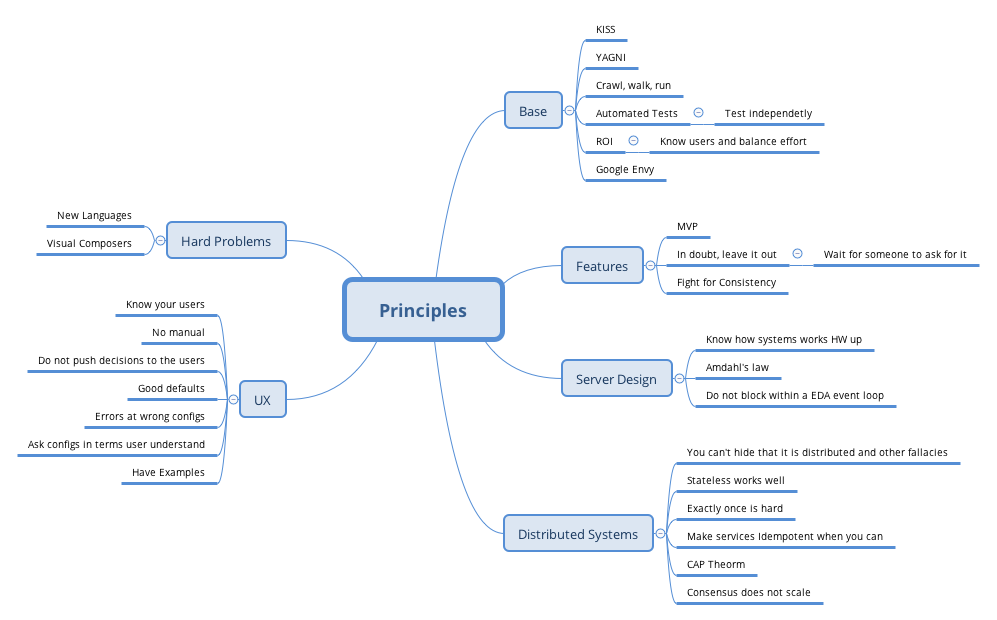 Principles
Base
KISS
YAGNI
Crawl, walk, run
Automated Tests
Test independetly
ROI
Know users and balance effort
Google Envy
Features
MVP
In doubt, leave it out
Wait for someone to ask for it
Fight for Consistency
Server Design
Know how systems works HW up
Amdahl's law
Do not block within a EDA event loop
Distributed Systems
You can't hide that it is distributed and other fallacies
Stateless works well
Exactly once is hard
Make services Idempotent when you can
CAP Theorm
Consensus does not scale
Hard Problems
New Languages
Visual Composers
UX
Know your users
No manual
Do not push decisions to the users
Good defaults
Errors at wrong configs
Ask configs in terms user understand
Have Examples